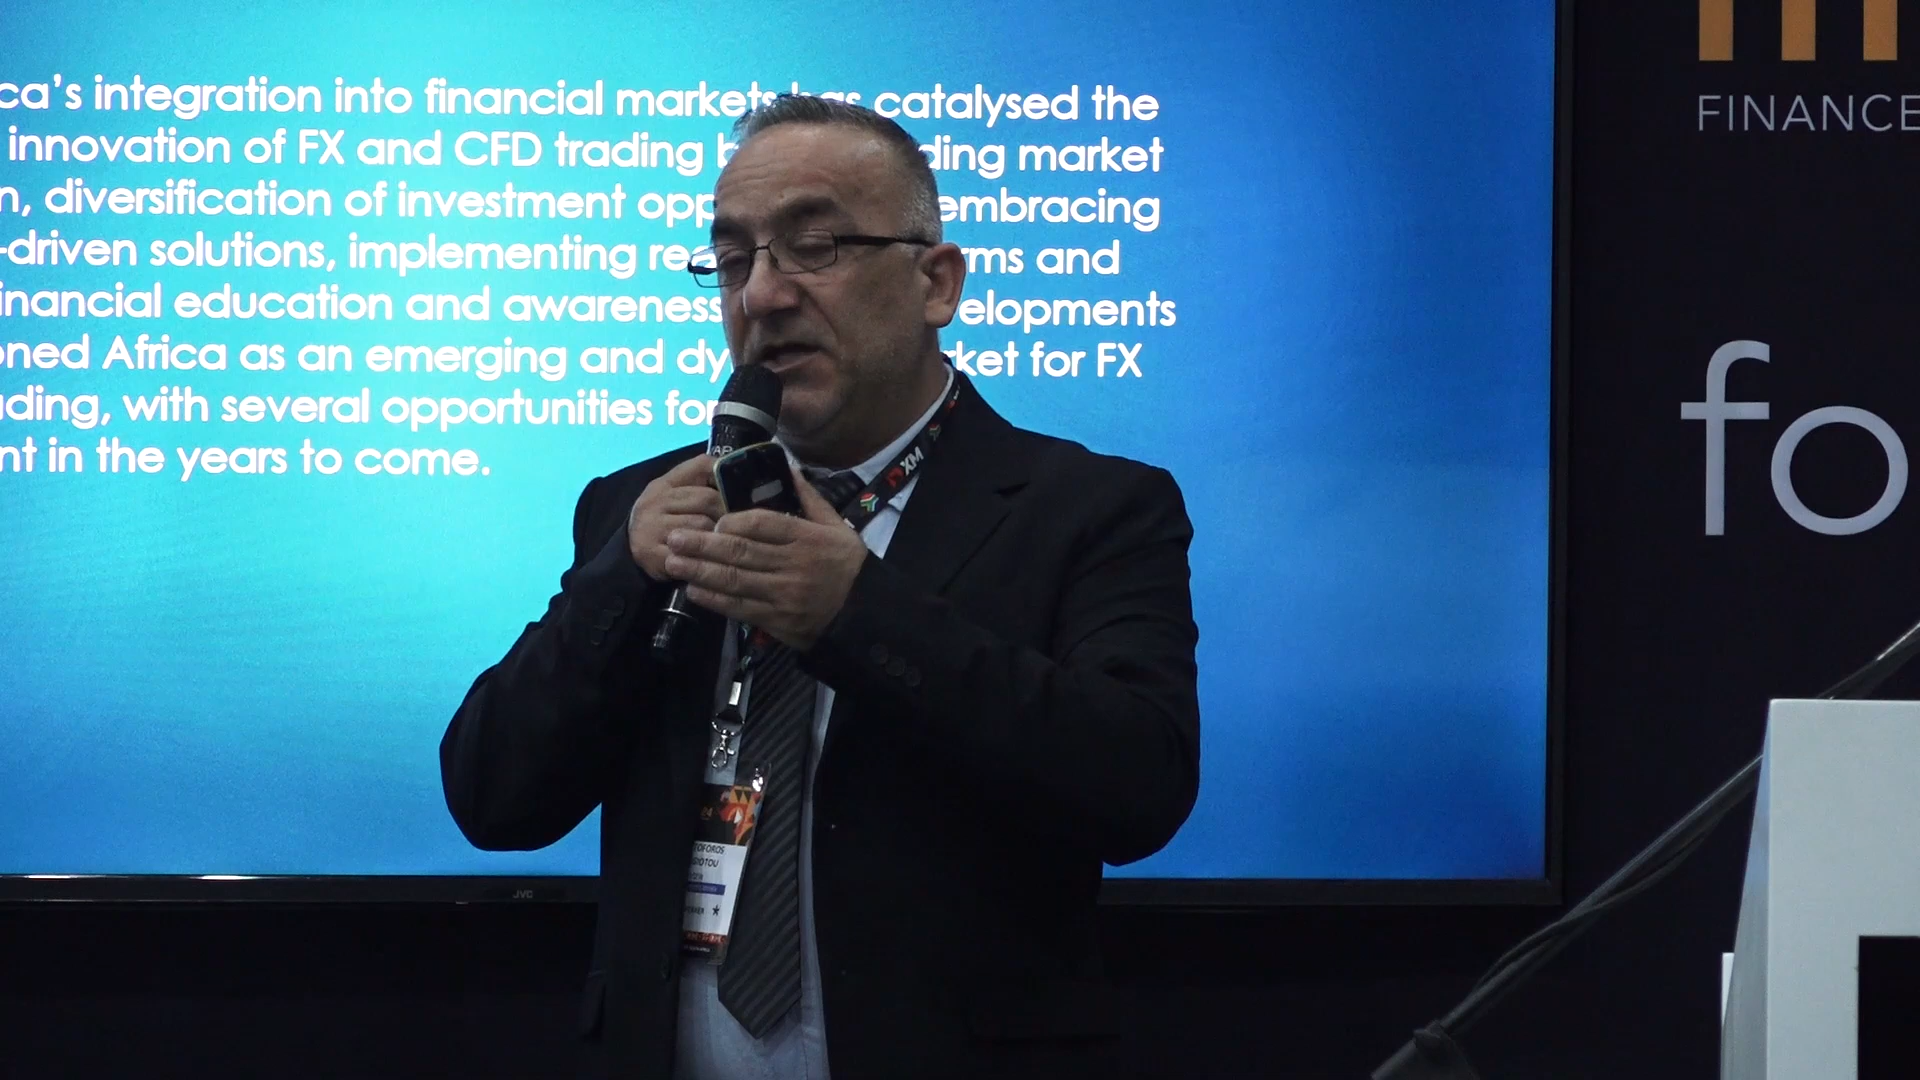 ca's integration into financial markets has catalysed the
innovation of FX and CFD trading b ding market
n, diversification of investment opp embracing
-driven solutions, implementing re rms and
inancial education and awareness elopments
oned Africa as an emerging and dy ket for FX
ading, with several opportunities for
nt in the years to come.
FINANCE
fo
XM
JVC
TOFOROS